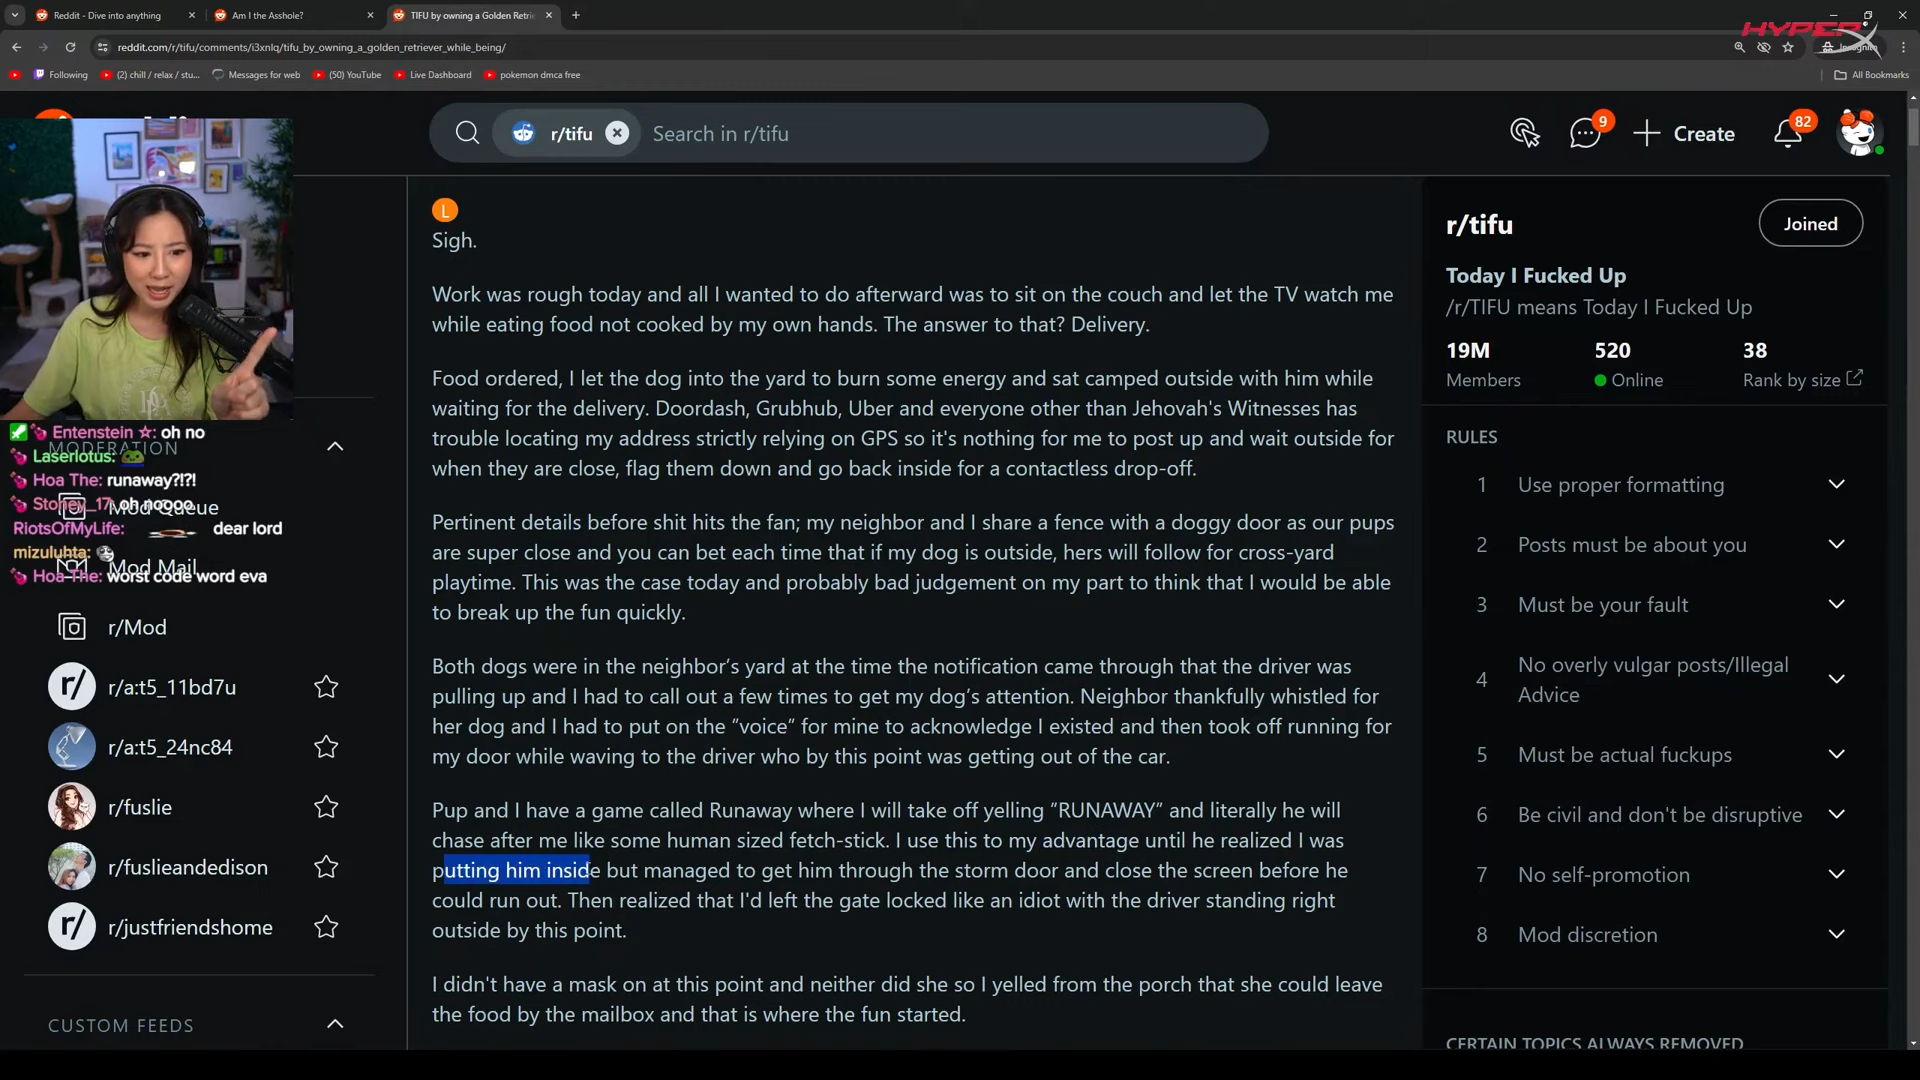 Reddit - Dive into anything
Am I the Asshole?
TIFU by owning a Golden Retrie
reddit.com/r/tifu/comments/i3xnlq/tifu_by_owning_a_golden_retriever_while_being/
HYPERX
Incognito
Following
(2) chill / relax / stu...
Messages for web
(50) YouTube
Live Dashboard
pokemon dmca free
All Bookmarks
r/tifu
Search in r/tifu
9
Create
82
L
Sigh.
Work was rough today and all I wanted to do afterward was to sit on the couch and let the TV watch me
while eating food not cooked by my own hands. The answer to that? Delivery.
Food ordered, I let the dog into the yard to burn some energy and sat camped outside with him while
waiting for the delivery. Doordash, Grubhub, Uber and everyone other than Jehovah's Witnesses has
trouble locating my address strictly relying on GPS so it's nothing for me to post up and wait outside for
when they are close, flag them down and go back inside for a contactless drop-off.
Pertinent details before shit hits the fan; my neighbor and I share a fence with a doggy door as our pups
are super close and you can bet each time that if my dog is outside, hers will follow for cross-yard
playtime. This was the case today and probably bad judgement on my part to think that I would be able
to break up the fun quickly.
Both dogs were in the neighbor’s yard at the time the notification came through that the driver was
pulling up and I had to call out a few times to get my dog’s attention. Neighbor thankfully whistled for
her dog and I had to put on the “voice” for mine to acknowledge I existed and then took off running for
my door while waving to the driver who by this point was getting out of the car.
Pup and I have a game called Runaway where I will take off yelling ”RUNAWAY” and literally he will
chase after me like some human sized fetch-stick. I use this to my advantage until he realized I was
putting him inside but managed to get him through the storm door and close the screen before he
could run out. Then realized that I'd left the gate locked like an idiot with the driver standing right
outside by this point.
I didn't have a mask on at this point and neither did she so I yelled from the porch that she could leave
the food by the mailbox and that is where the fun started.
Entenstein ☆: oh no
MODERATION
Laserlotus:
Hoa The: runaway?!?!
Stoney_17: oh noooo
Mod Queue
RiotsOfMyLife: dear lord
mizuluhta:
Mod Mail
Hoa The: worst code word eva
r/Mod
r/a:t5_11bd7u
r/a:t5_24nc84
r/fuslie
r/fuslieandedison
r/justfriendshome
CUSTOM FEEDS
r/tifu
Joined
Today I Fucked Up
/r/TIFU means Today I Fucked Up
19M
520
38
Members
Online
Rank by size
RULES
1 Use proper formatting
2 Posts must be about you
3 Must be your fault
4 No overly vulgar posts/Illegal
Advice
5 Must be actual fuckups
6 Be civil and don't be disruptive
7 No self-promotion
8 Mod discretion
CERTAIN TOPICS ALWAYS REMOVED